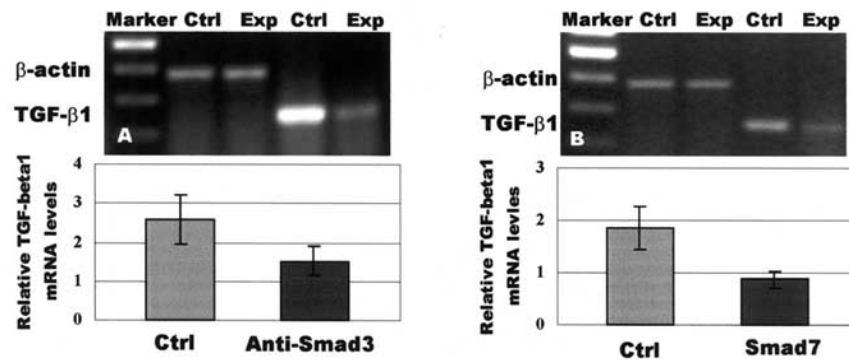 Marker Ctrl Exp Ctrl Exp
β-actin
TGF-β1
A
Relative TGF-beta1
mRNA levels
4
3
2
1
0
Ctrl Anti-Smad3
Marker Ctrl Exp Ctrl Exp
β-actin
TGF-β1
B
Relative TGF-beta1
mRNA levles
3
2
1
0
Ctrl Smad7